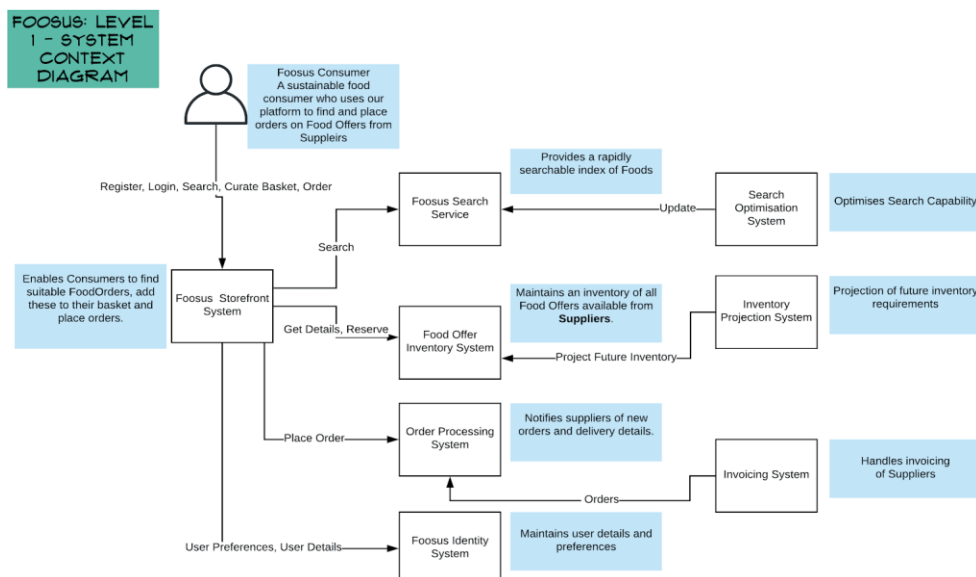 FOOSUS: LEVEL
1 - SYSTEM
CONTEXT
DIAGRAM
Foosus Consumer
A sustainable food
consumer who uses our
platform to find and place
orders on Food Offers from
Suppleirs
Register, Login, Search, Curate Basket, Order
Provides a rapidly
searchable index of Foods
Foosus Search
Service
Update
Search
Optimisation
System
Optimises Search Capability
Search
Enables Consumers to find
suitable FoodOrders, add
these to their basket and
place orders.
Foosus Storefront
System
Get Details, Reserve
Food Offer
Inventory System
Maintains an inventory of all
Food Offers available from
Suppliers.
Project Future Inventory
Inventory
Projection System
Projection of future inventory
requirements
Place Order
Order Processing
System
Notifies suppliers of new
orders and delivery details.
Orders
Invoicing System
Handles invoicing
of Suppliers
User Preferences, User Details
Foosus Identity
System
Maintains user details and
preferences